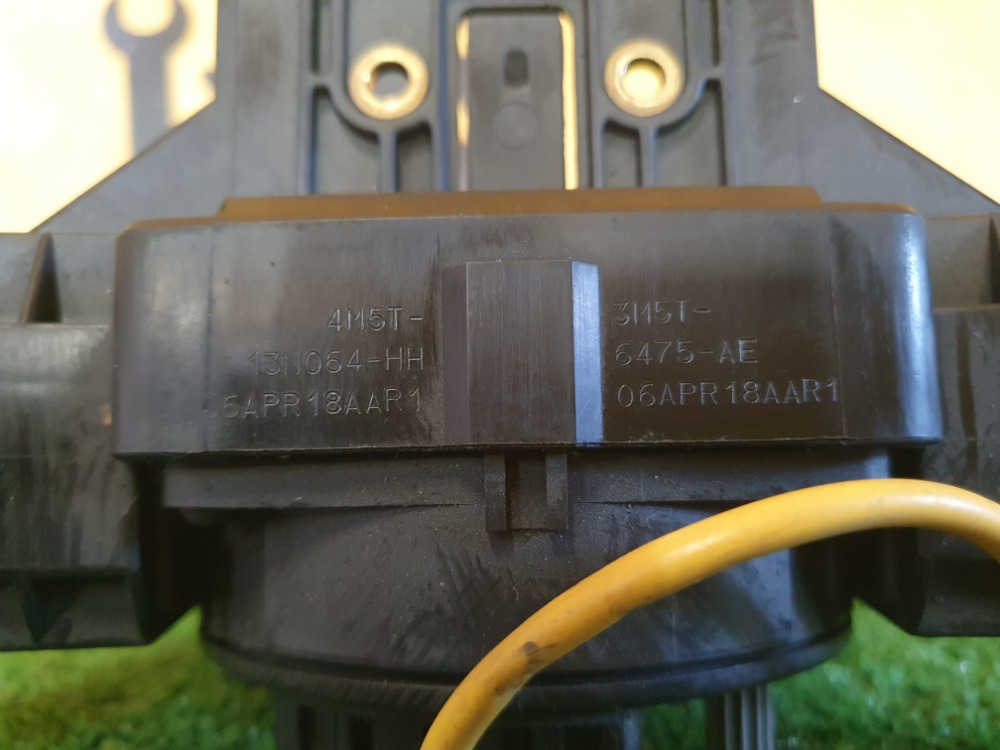 4M5T-
13N064-HH
06APR18AAR1
3M5T-
6475-AE
06APR18AAR1